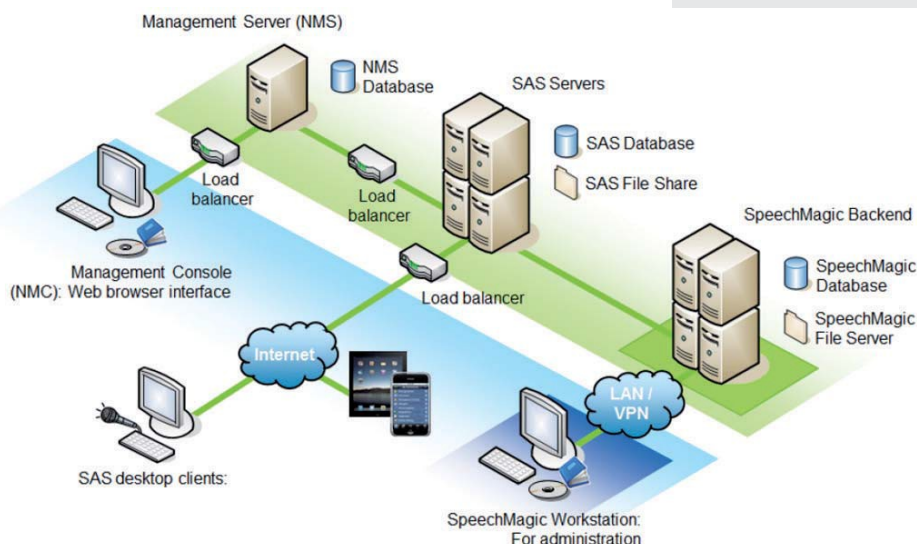 Management Server (NMS)
NMS
Database
SAS Servers
SAS Database
SAS File Share
Load
balancer
Load
balancer
SpeechMagic Backend
SpeechMagic
Database
SpeechMagic
File Server
Management Console
(NMC): Web browser interface
Load balancer
Internet
LAN /
VPN
SAS desktop clients:
SpeechMagic Workstation:
For administration